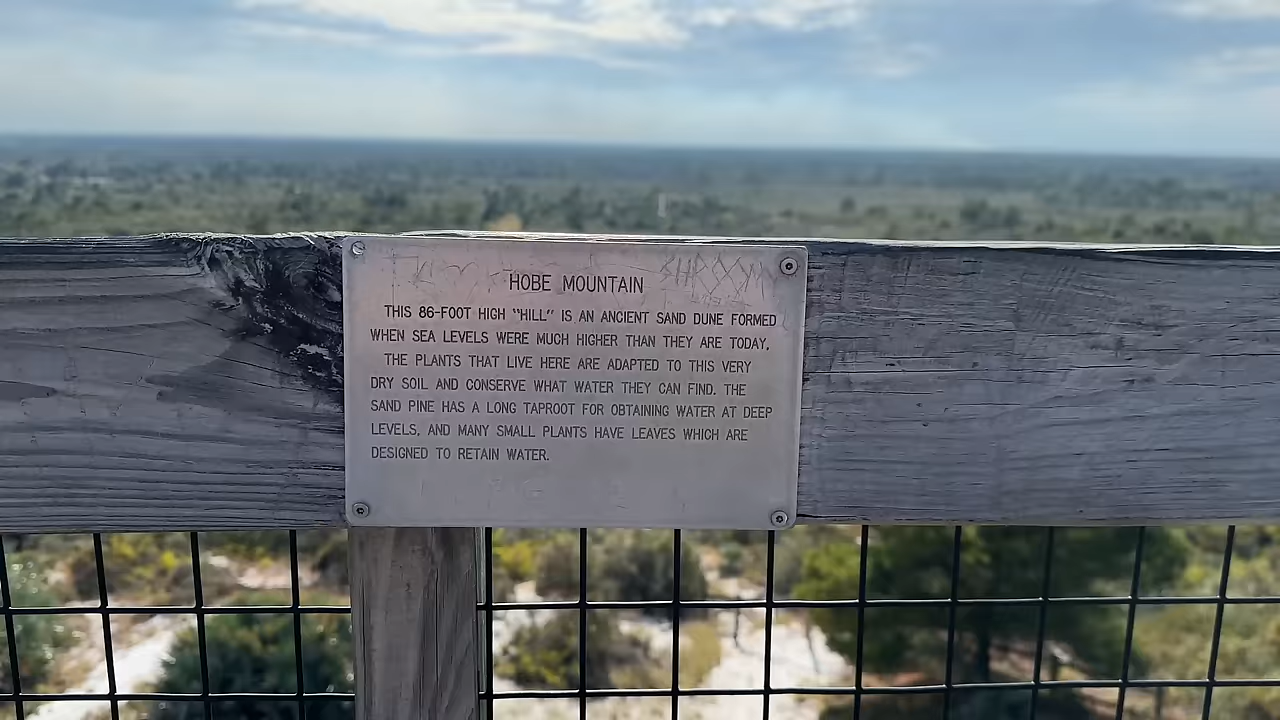 HOBE MOUNTAIN
THIS 86-FOOT HIGH "HILL" IS AN ANCIENT SAND DUNE FORMED
WHEN SEA LEVELS WERE MUCH HIGHER THAN THEY ARE TODAY.
THE PLANTS THAT LIVE HERE ARE ADAPTED TO THIS VERY
DRY SOIL AND CONSERVE WHAT WATER THEY CAN FIND. THE
SAND PINE HAS A LONG TAPROOT FOR OBTAINING WATER AT DEEP
LEVELS, AND MANY SMALL PLANTS HAVE LEAVES WHICH ARE
DESIGNED TO RETAIN WATER.